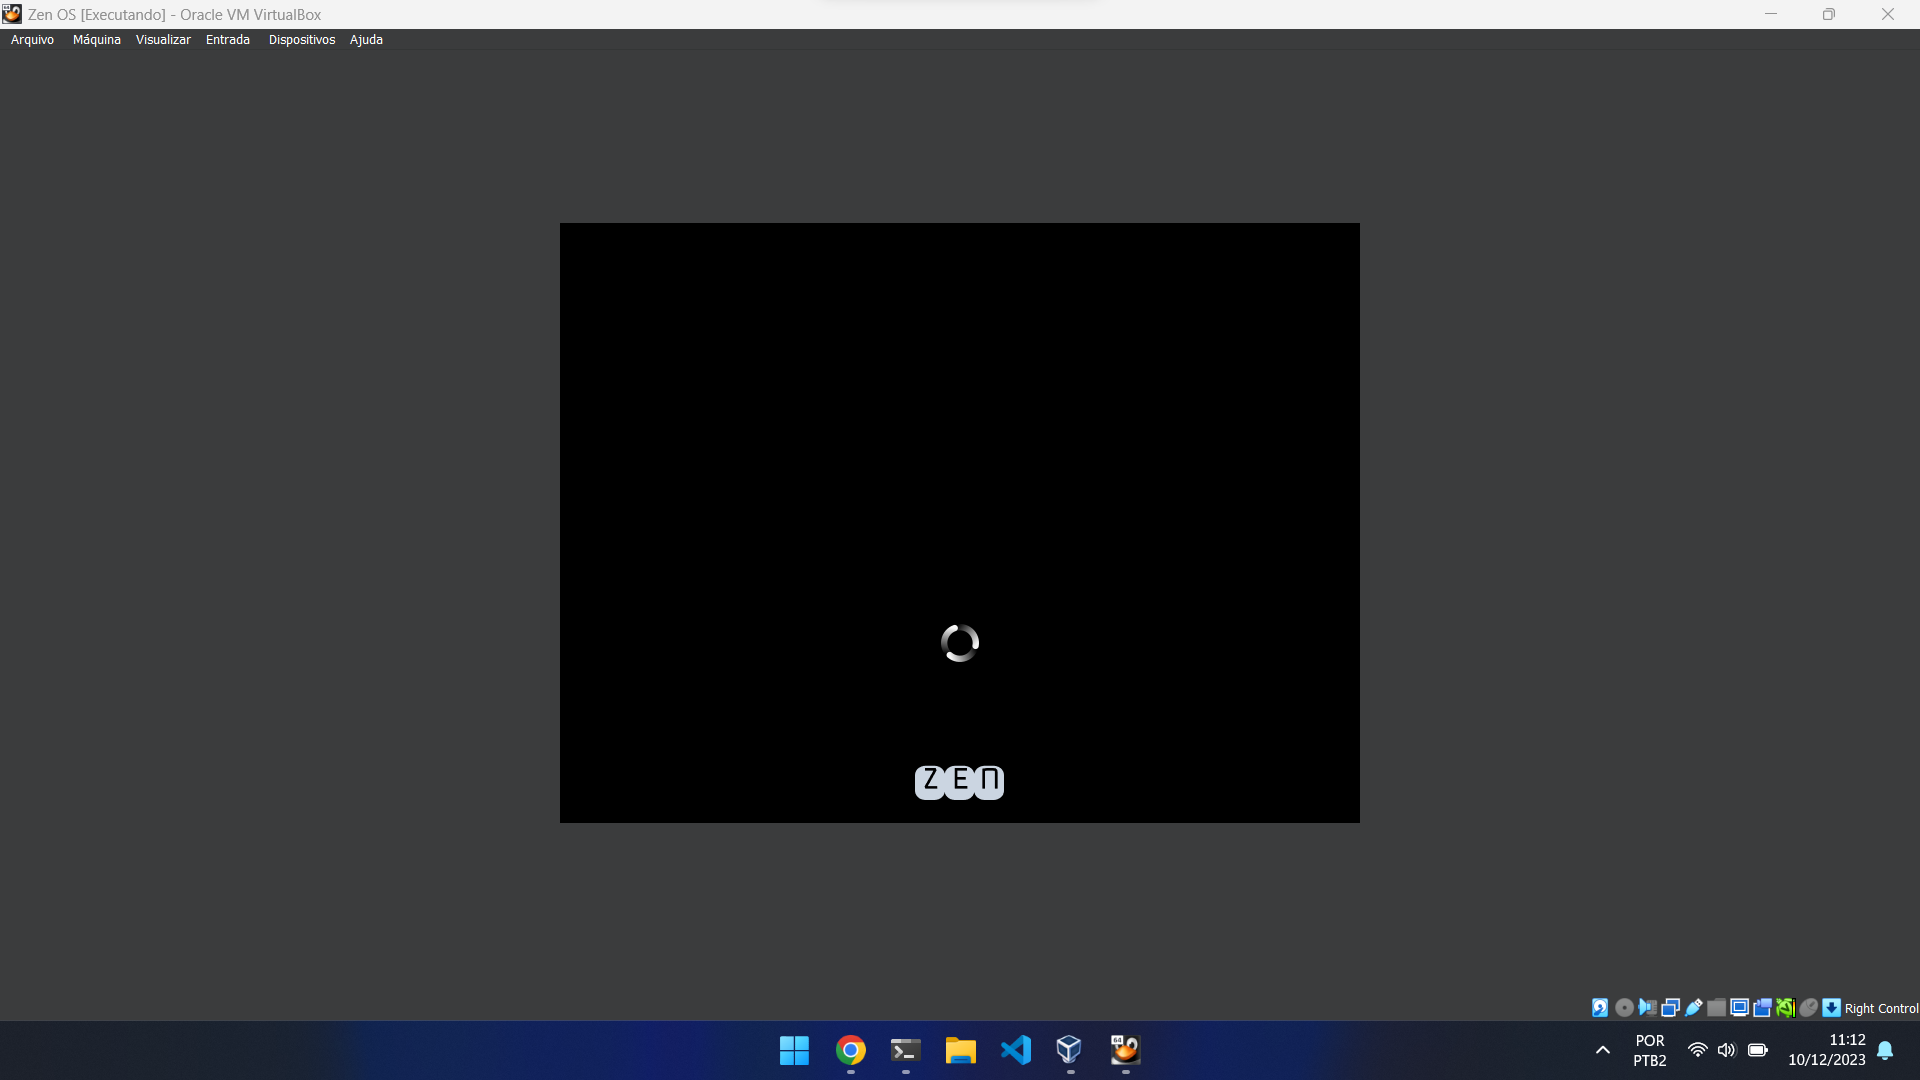 Zen OS [Executando] - Oracle VM VirtualBox
Arquivo Máquina Visualizar Entrada Dispositivos Ajuda
ZEN
Right Control
64
POR
PTB2
11:12
10/12/2023